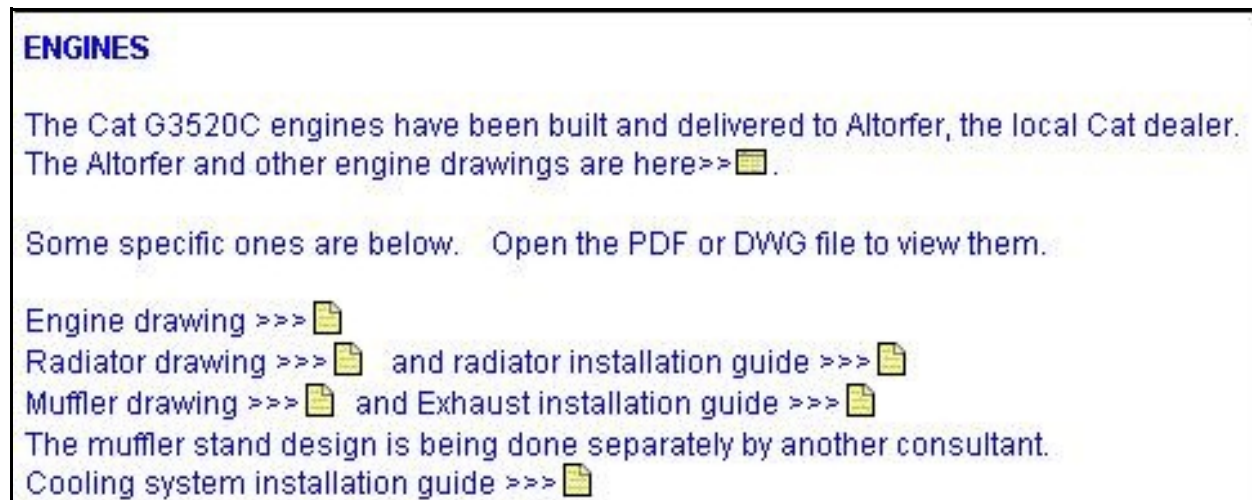 ENGINES
The Cat G3520C engines have been built and delivered to Altorfer, the local Cat dealer.
The Altorfer and other engine drawings are here>>.
Some specific ones are below. Open the PDF or DWG file to view them.
Engine drawing >>>
Radiator drawing >>> and radiator installation guide >>>
Muffler drawing >>> and Exhaust installation guide >>>
The muffler stand design is being done separately by another consultant.
Cooling system installation guide >>>